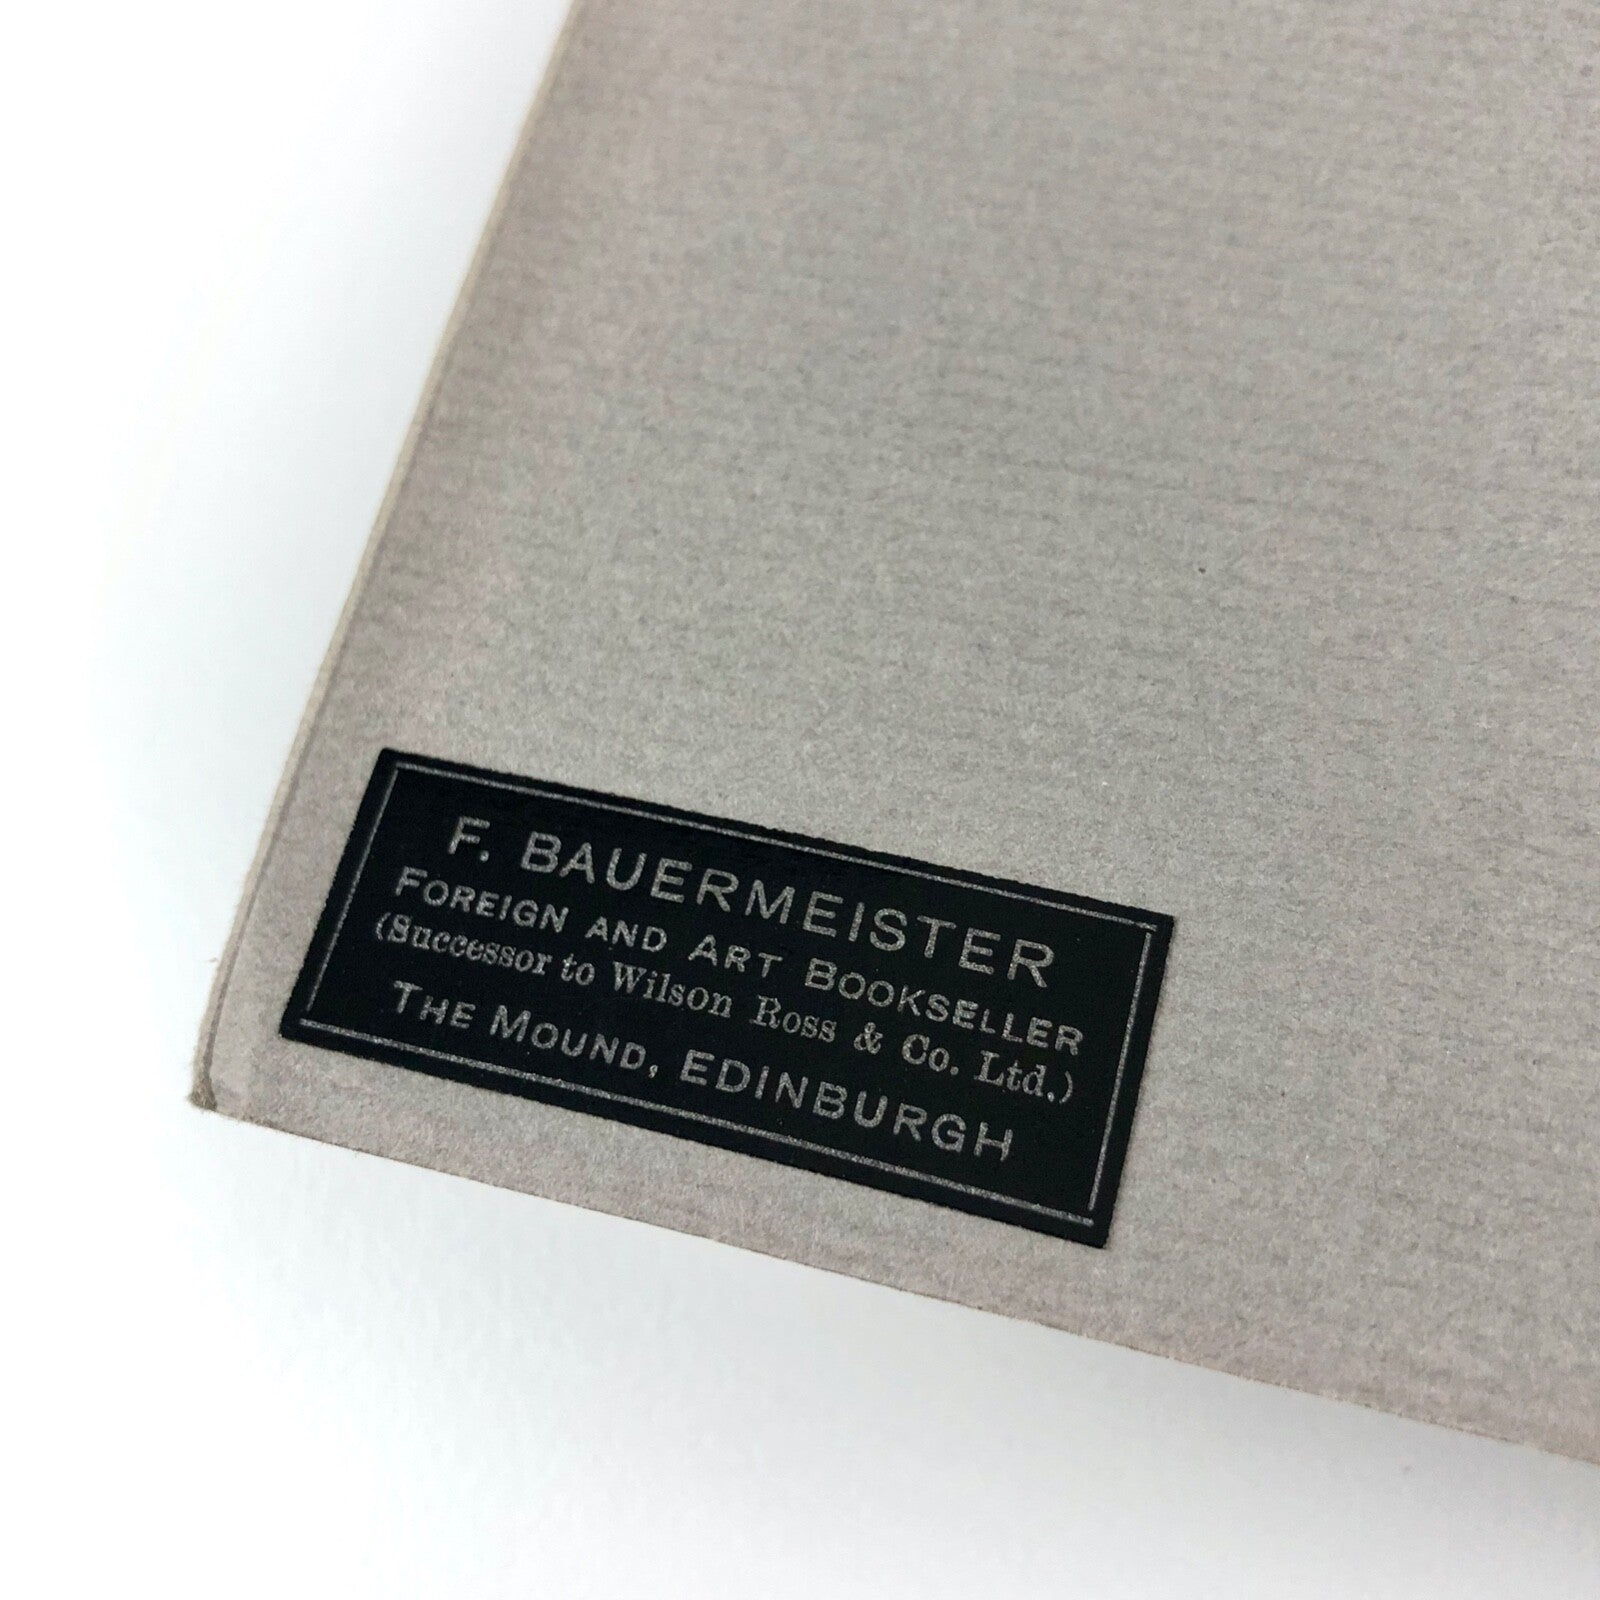 F. BAUERMEISTER
FOREIGN AND ART BOOKSELLER
(Successor to Wilson Ross & Co. Ltd.)
THE MOUND, EDINBURGH